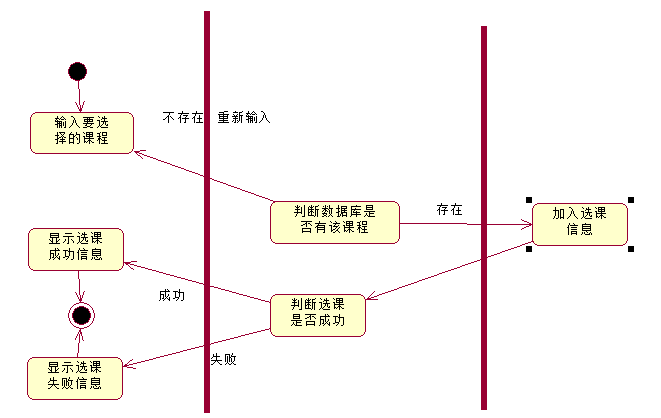 输入要选
择的课程
不存在 重新输入
判断数据库是
否有该课程
存在
加入选课
信息
显示选课
成功信息
成功
判断选课
是否成功
失败
显示选课
失败信息